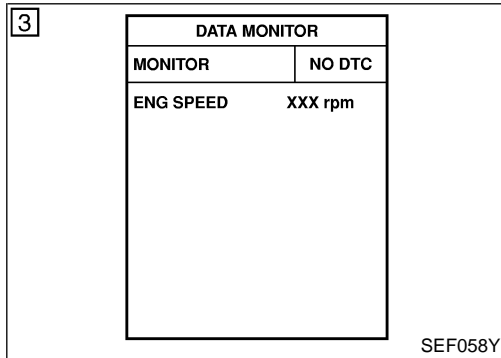 3
DATA MONITOR
MONITOR NO DTC
ENG SPEED XXX rpm
SEF058Y